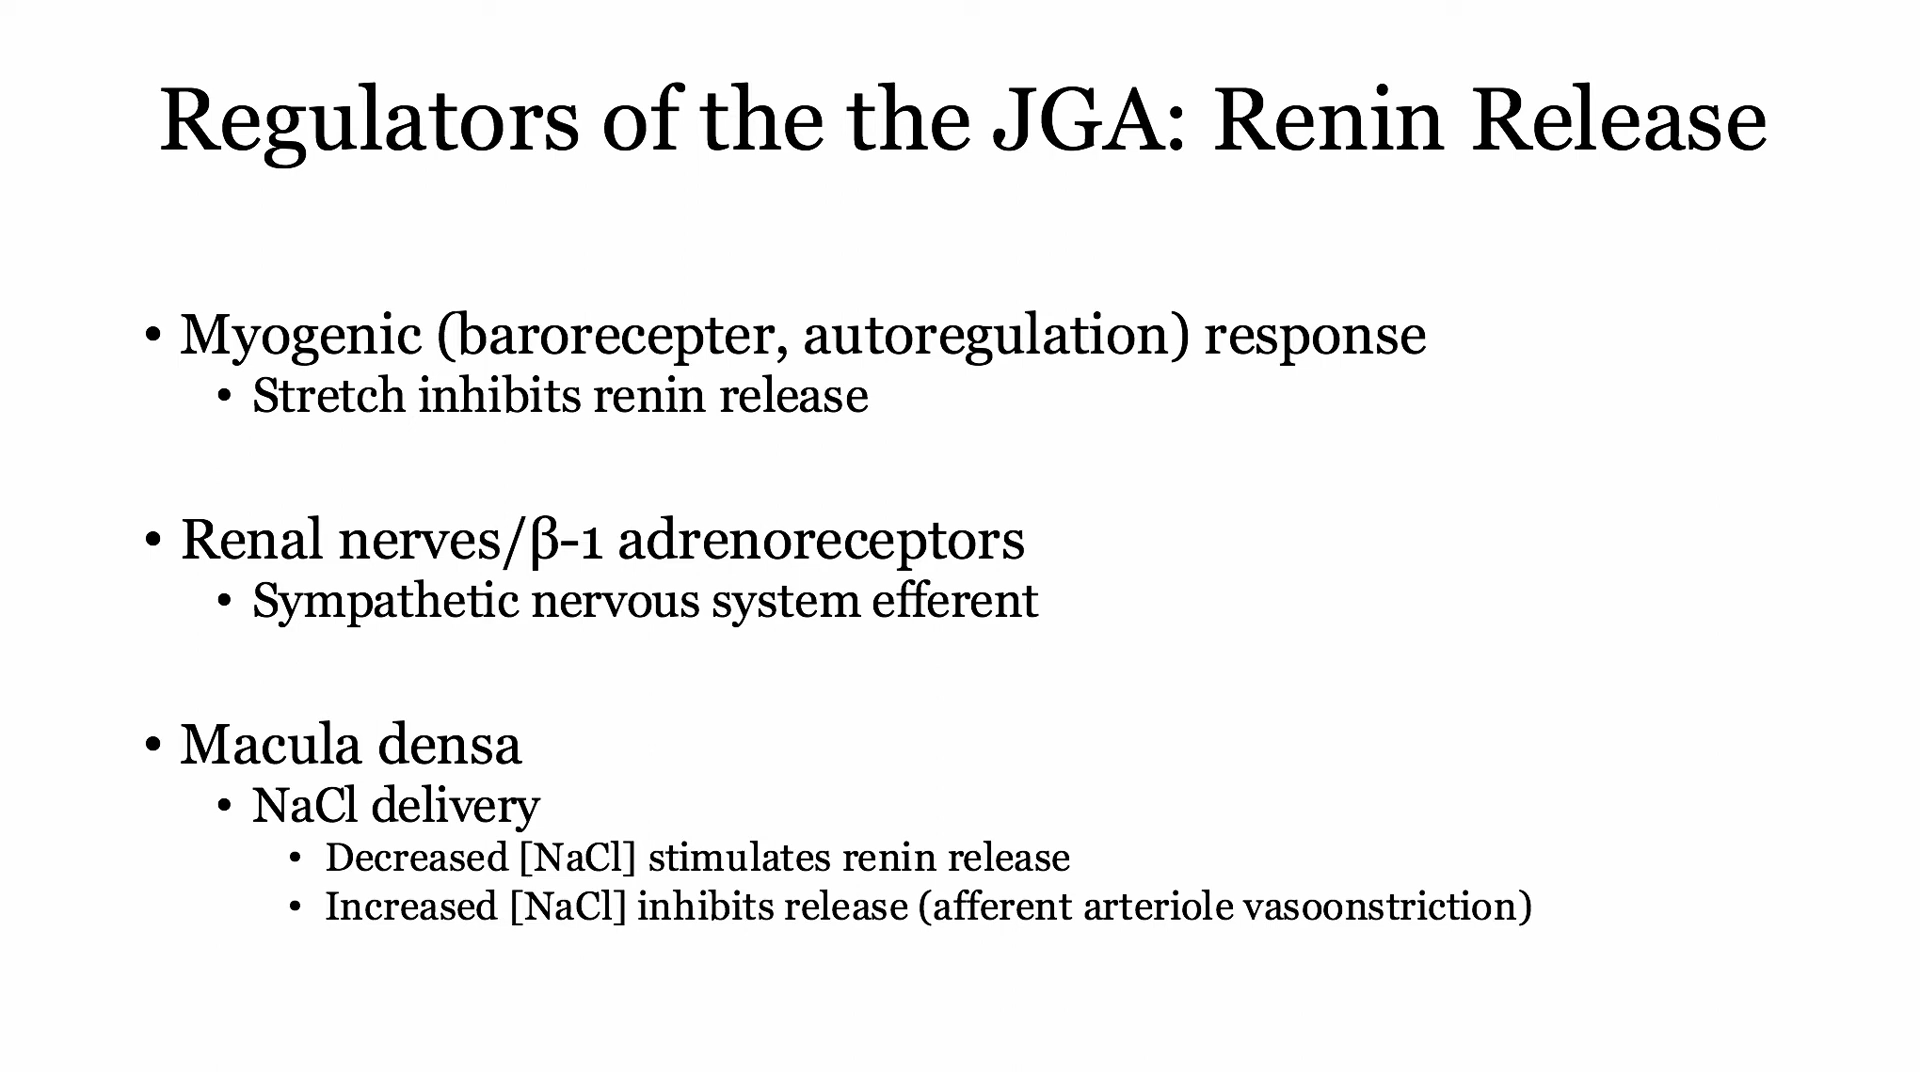 Regulators of the the JGA: Renin Release
• Myogenic (barorecepter, autoregulation) response
• Stretch inhibits renin release
• Renal nerves/β-1 adrenoreceptors
• Sympathetic nervous system efferent
• Macula densa
• NaCl delivery
• Decreased [NaCl] stimulates renin release
• Increased [NaCl] inhibits release (afferent arteriole vasoonstriction)